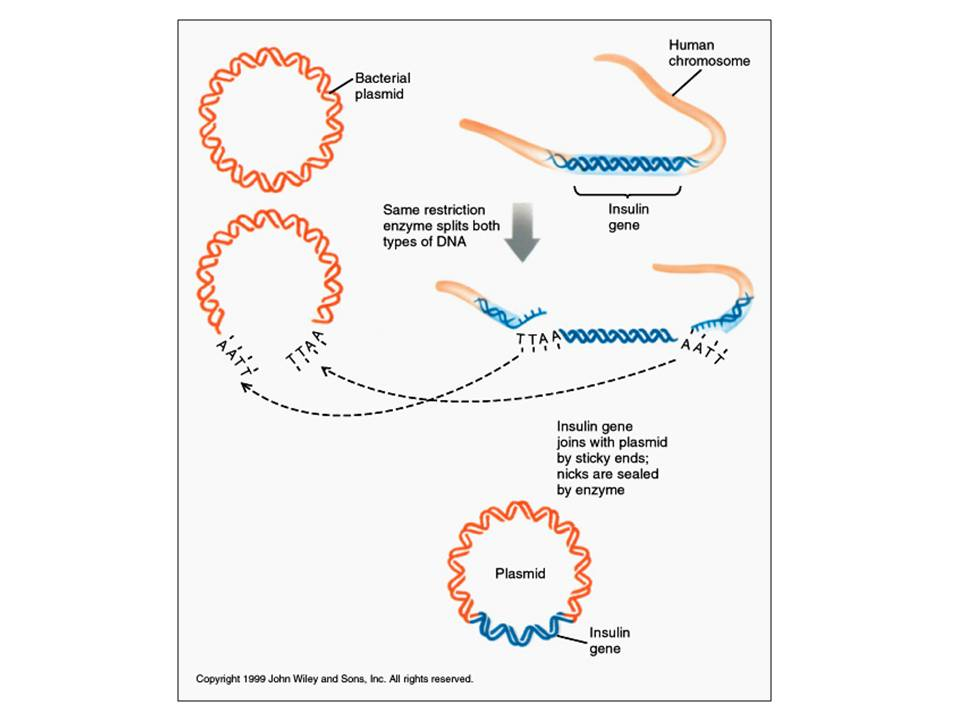 Human
chromosome
Bacterial
plasmid
Insulin
gene
Same restriction
enzyme splits both
types of DNA
AATT
TTAA
TTAA
AATT
Insulin gene
joins with plasmid
by sticky ends;
nicks are sealed
by enzyme
Plasmid
Insulin
gene
Copyright 1999 John Wiley and Sons, Inc. All rights reserved.